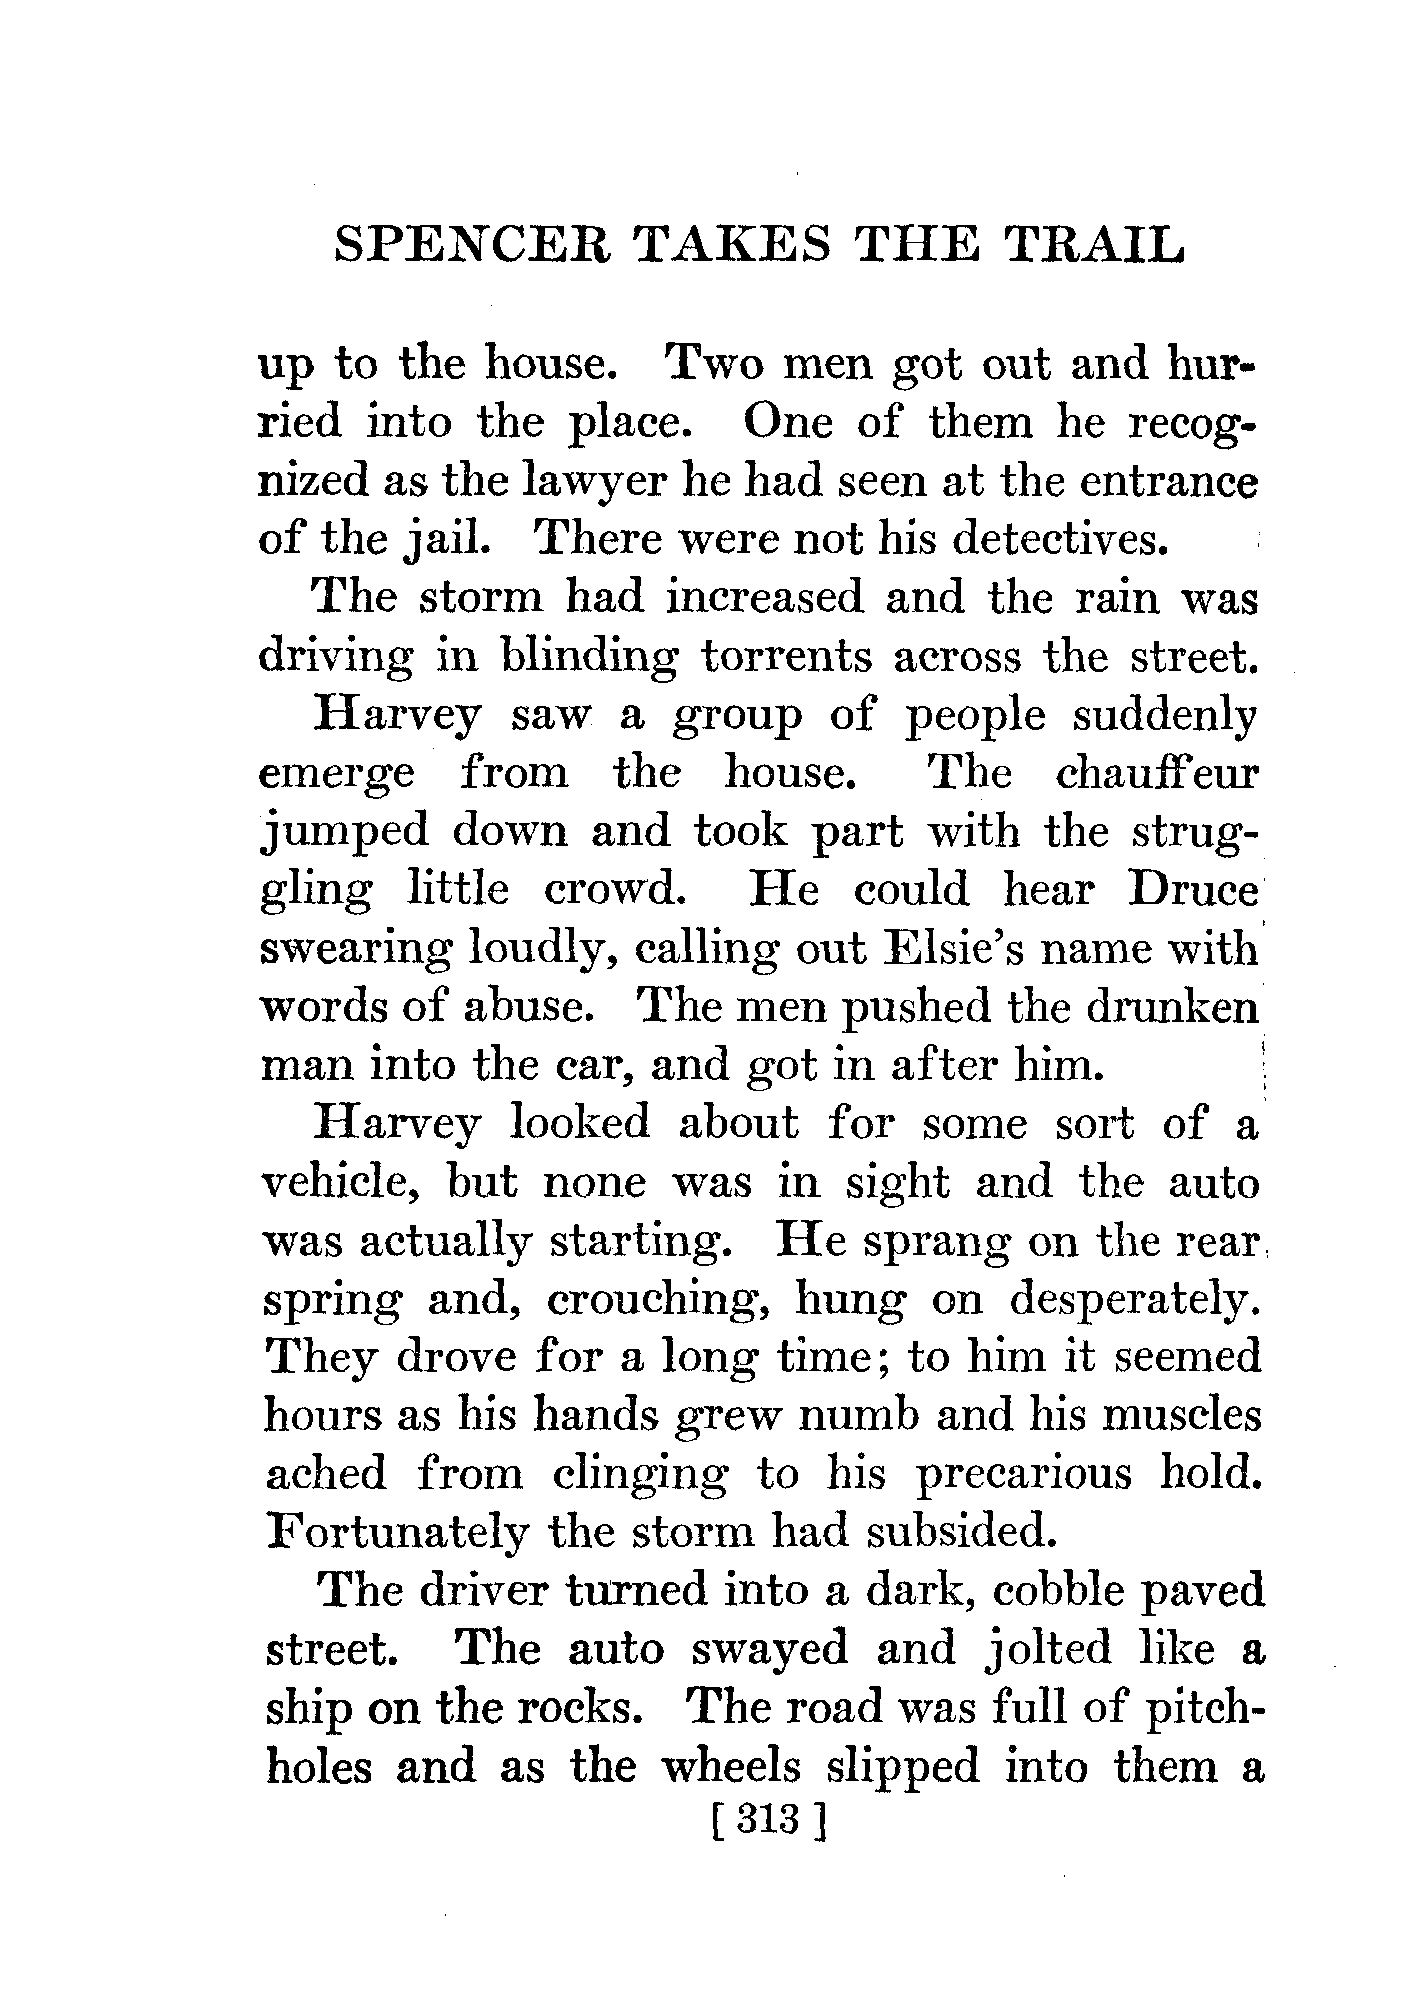 SPENCER TAKES THE TRAIL
up to the house. Two men got out and hur-
ried into the place. One of them he recog-
nized as the lawyer he had seen at the entrance
of the jail. There were not his detectives.
The storm had increased and the rain was
driving in blinding torrents across the street.
Harvey saw a group of people suddenly
emerge from the house. The chauffeur
jumped down and took part with the strug-
gling little crowd. He could hear Druce
swearing loudly, calling out Elsie's name with
words of abuse. The men pushed the drunken
man into the car, and got in after him.
Harvey looked about for some sort of a
vehicle, but none was in sight and the auto
was actually starting. He sprang on the rear
spring and, crouching, hung on desperately.
They drove for a long time; to him it seemed
hours as his hands grew numb and his muscles
ached from clinging to his precarious hold.
Fortunately the storm had subsided.
The driver turned into a dark, cobble paved
street. The auto swayed and jolted like a
ship on the rocks. The road was full of pitch-
holes and as the wheels slipped into them a
[ 313 ]